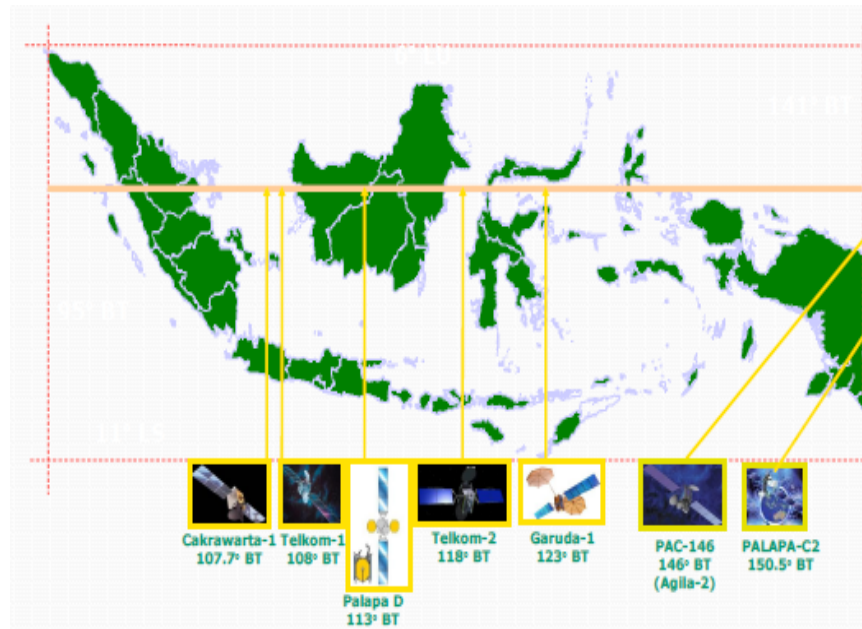 6° LU
141° BT
95° BT
11° LS
Cakrawarta-1
107.7° BT
Telkom-1
108° BT
Palapa D
113° BT
Telkom-2
118° BT
Garuda-1
123° BT
PAC-146
146° BT
(Agila-2)
PALAPA-C2
150.5° BT